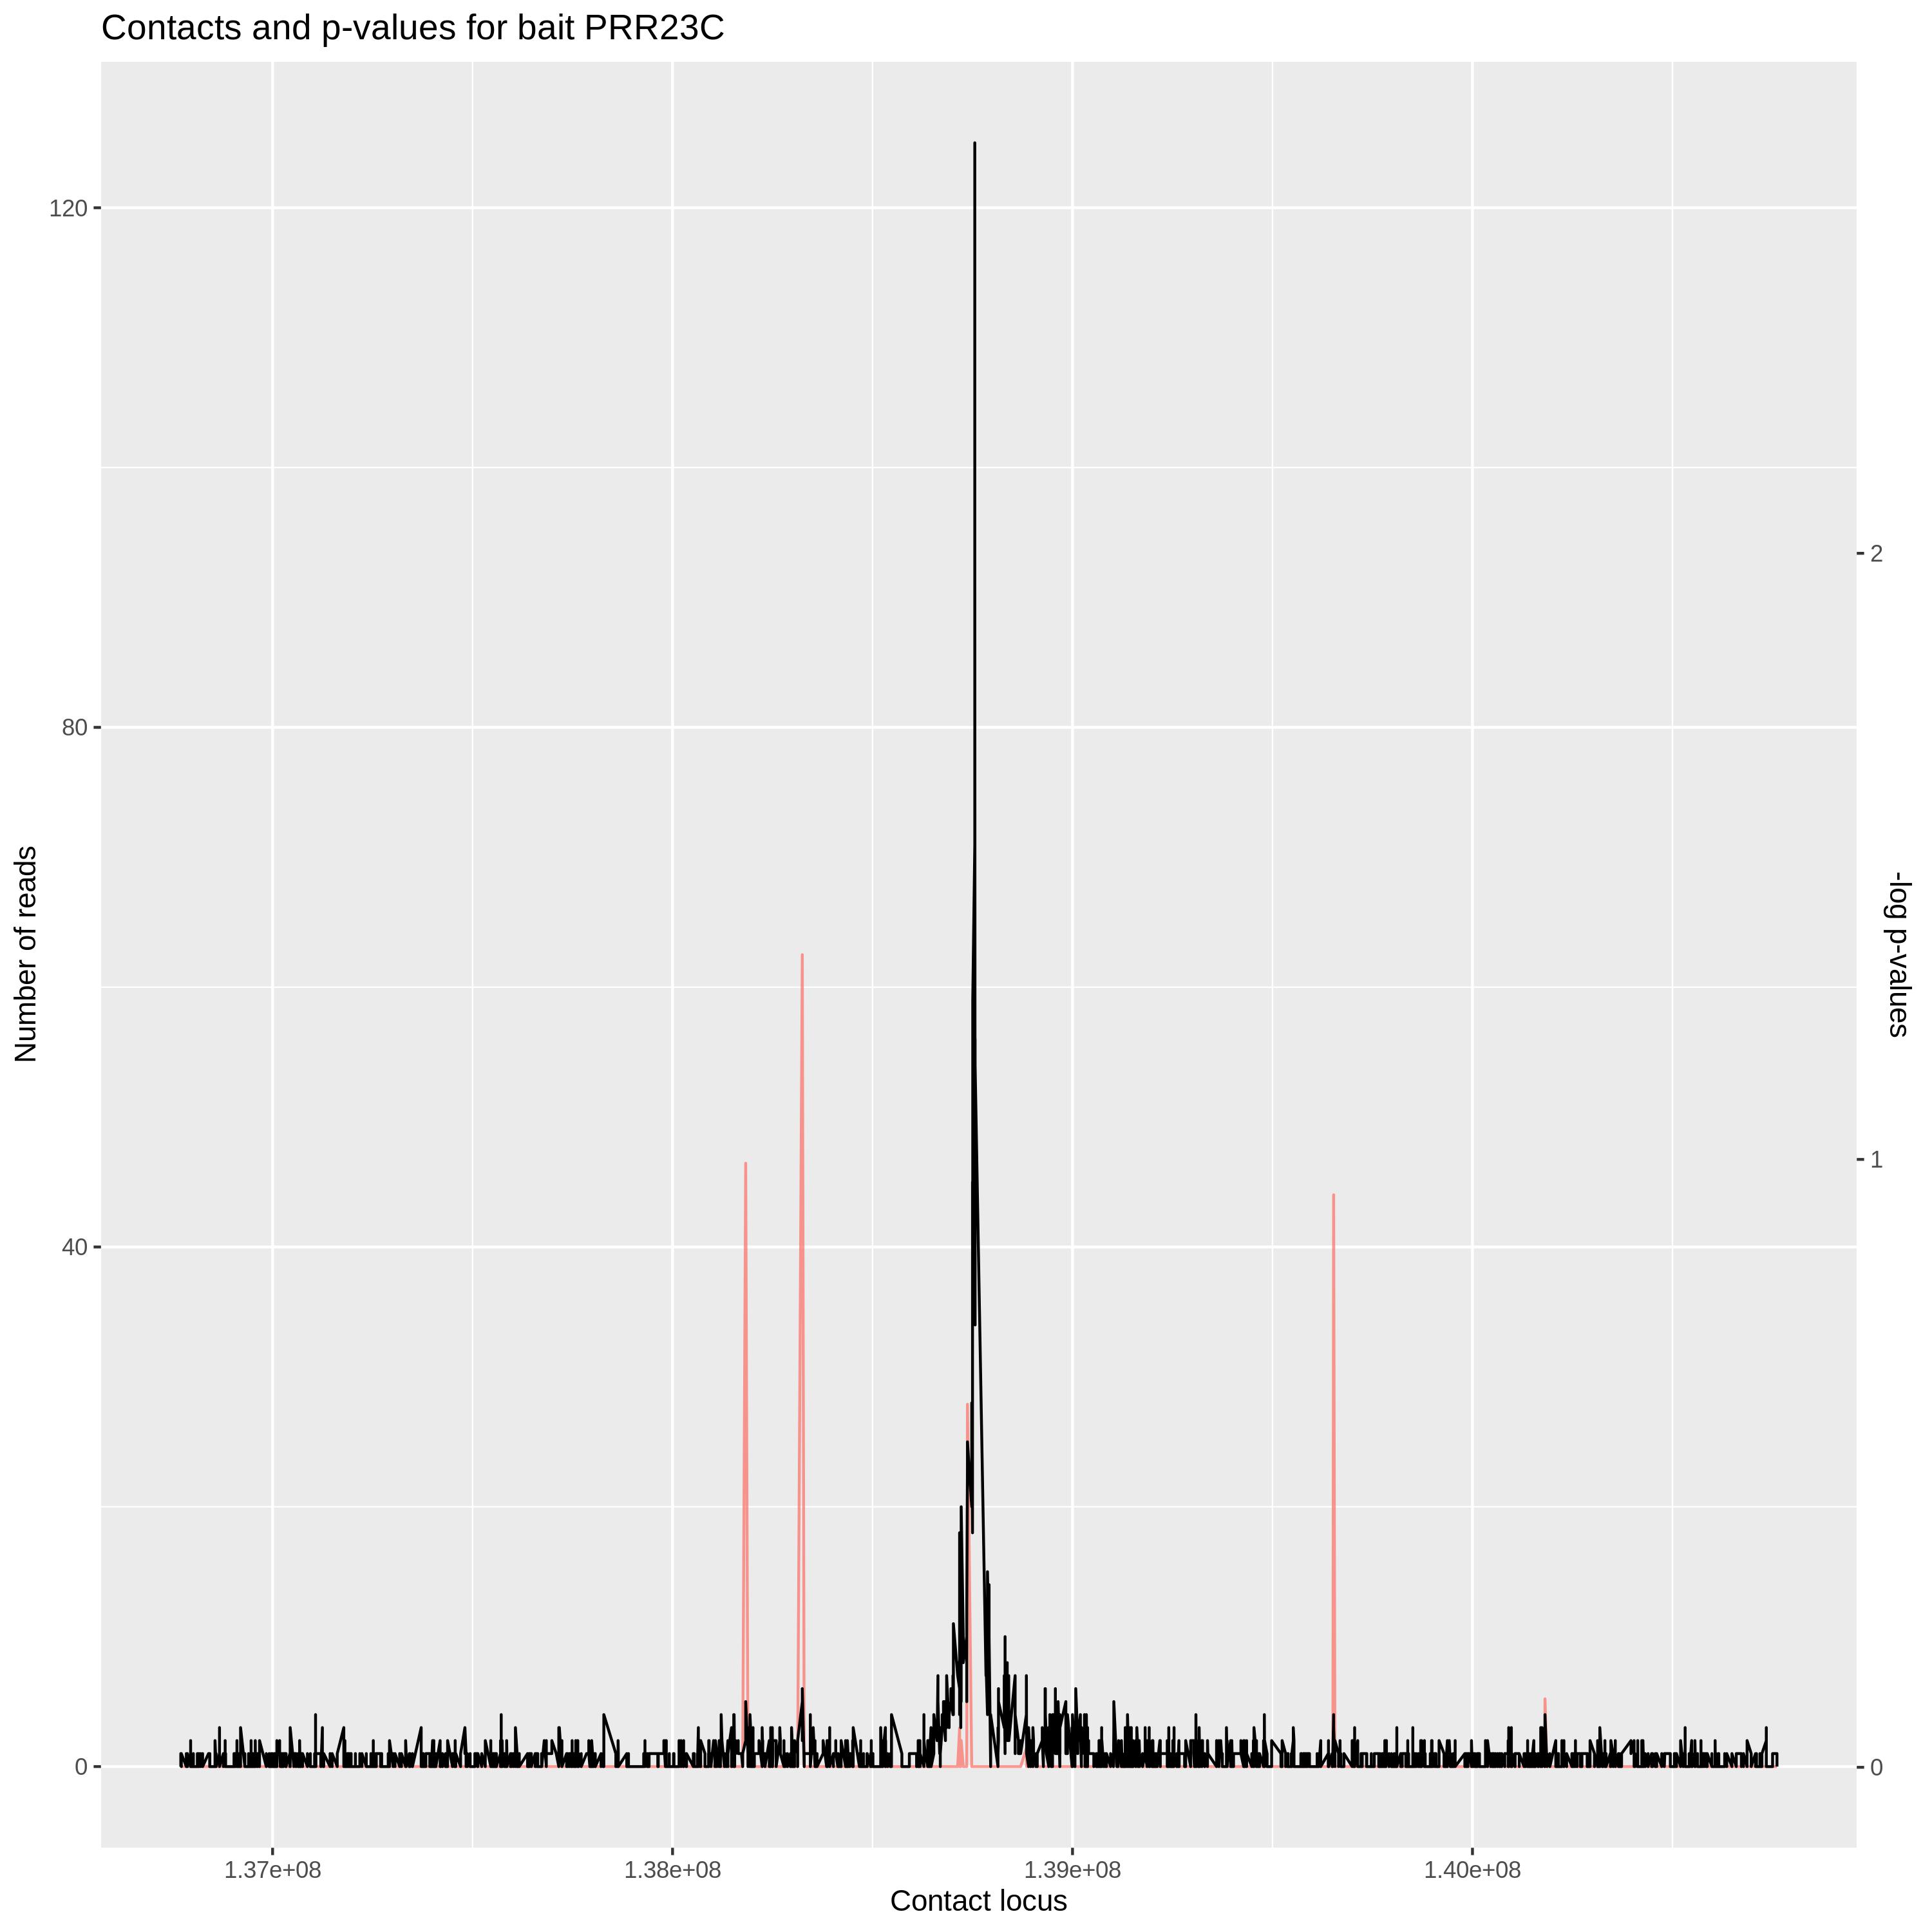 Contacts and p-values for bait PRR23C
120
80
40
0
Number of reads
2
1
0
-log p-values
1.37e+08
1.38e+08
1.39e+08
1.40e+08
Contact locus